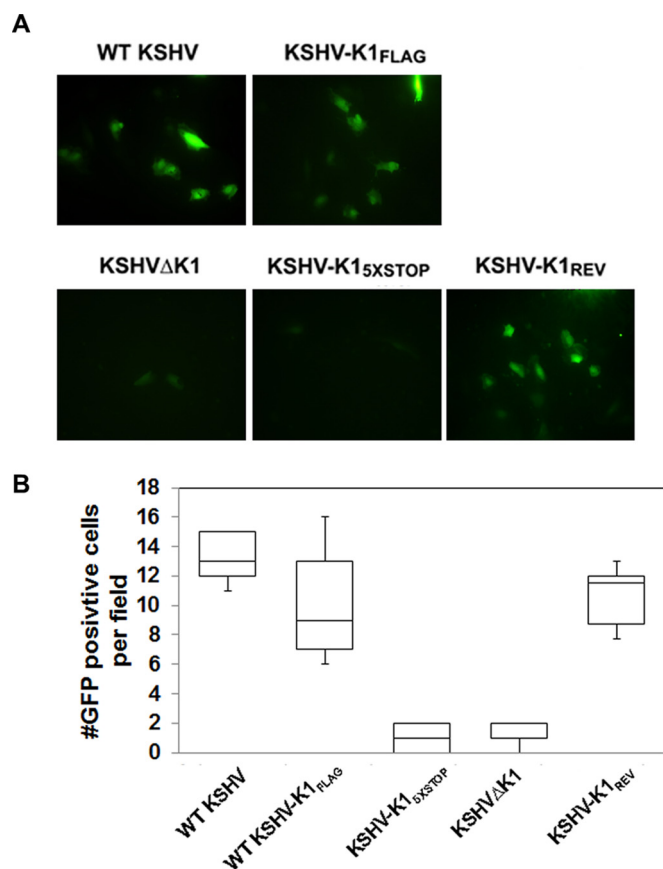 A
WT KSHV KSHV-K1FLAG
KSHVΔK1 KSHV-K15XSTOP KSHV-K1REV
B
#GFP posivtive cells
per field
18
16
14
12
10
8
6
4
2
0
WT KSHV
WT KSHV-K1FLAG
KSHV-K15XSTOP
KSHVΔK1
KSHV-K1REV